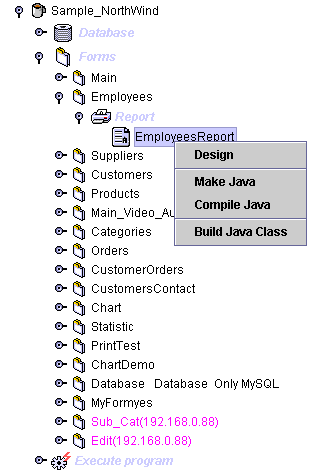 Sample_NorthWind
Database
Forms
Main
Employees
Report
EmployeesReport
Suppliers
Design
Customers
Products
Make Java
Main_Video_Au
Compile Java
Categories
Build Java Class
Orders
CustomerOrders
CustomersContact
Chart
Statistic
PrintTest
ChartDemo
Database Database Only MySQL
MyFormyes
Sub_Cat(192.168.0.88)
Edit(192.168.0.88)
Execute program